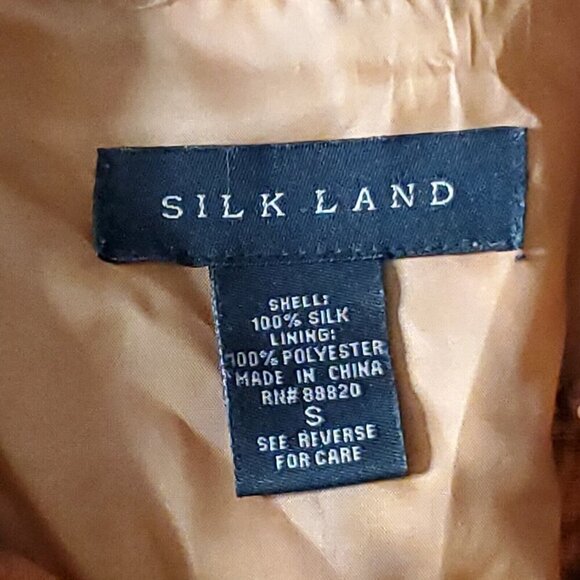 SILK LAND
SHELL:
100% SILK
LINING:
100% POLYESTER
MADE IN CHINA
RN# 88820
S
SEE REVERSE
FOR CARE